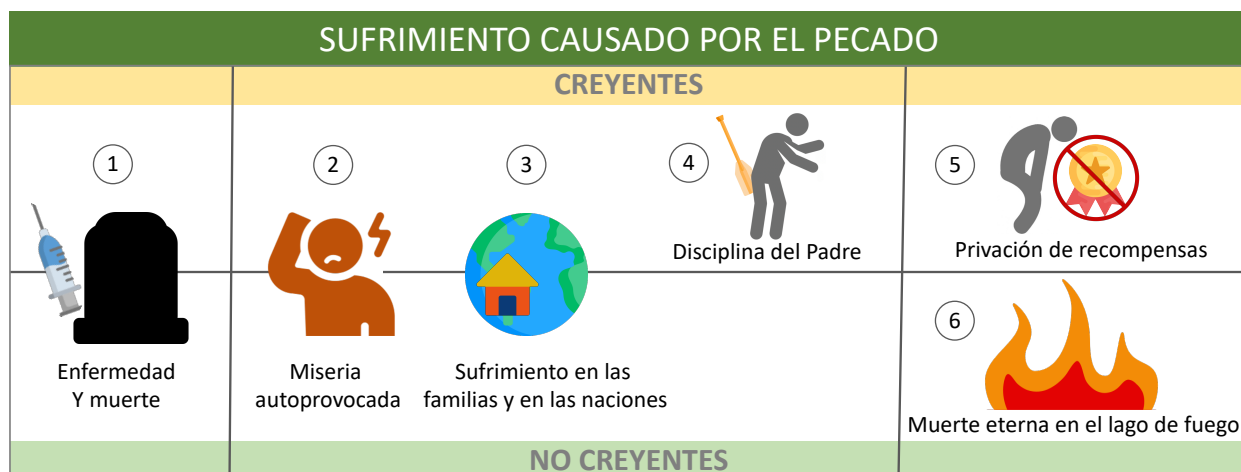 SUFRIMIENTO CAUSADO POR EL PECADO
CREYENTES
1
2
3
4
5
Disciplina del Padre
Privación de recompensas
6
Enfermedad
Y muerte
Miseria
autoprovocada
Sufrimiento en las
familias y en las naciones
Muerte eterna en el lago de fuego
NO CREYENTES